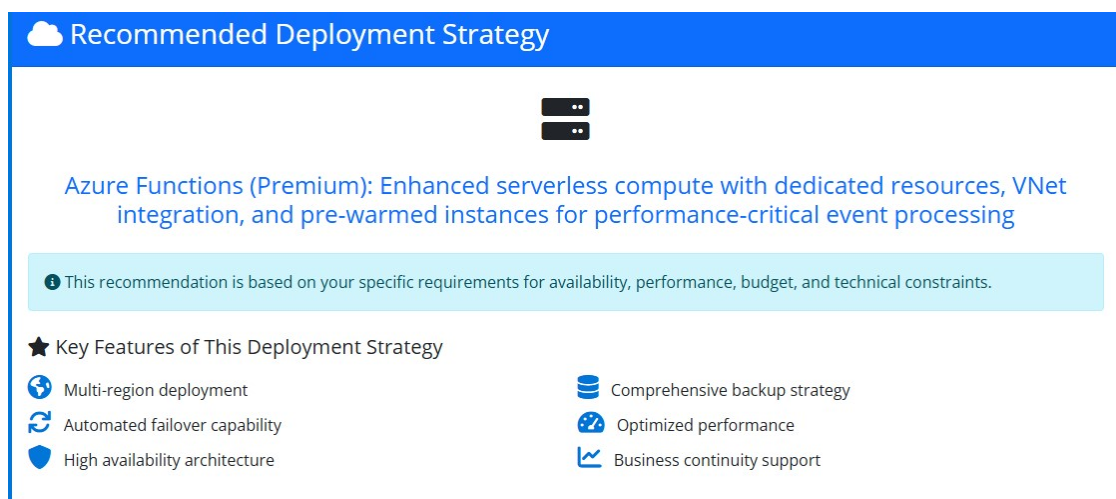 Recommended Deployment Strategy
Azure Functions (Premium): Enhanced serverless compute with dedicated resources, VNet
integration, and pre-warmed instances for performance-critical event processing
This recommendation is based on your specific requirements for availability, performance, budget, and technical constraints.
Key Features of This Deployment Strategy
Multi-region deployment
Automated failover capability
High availability architecture
Comprehensive backup strategy
Optimized performance
Business continuity support